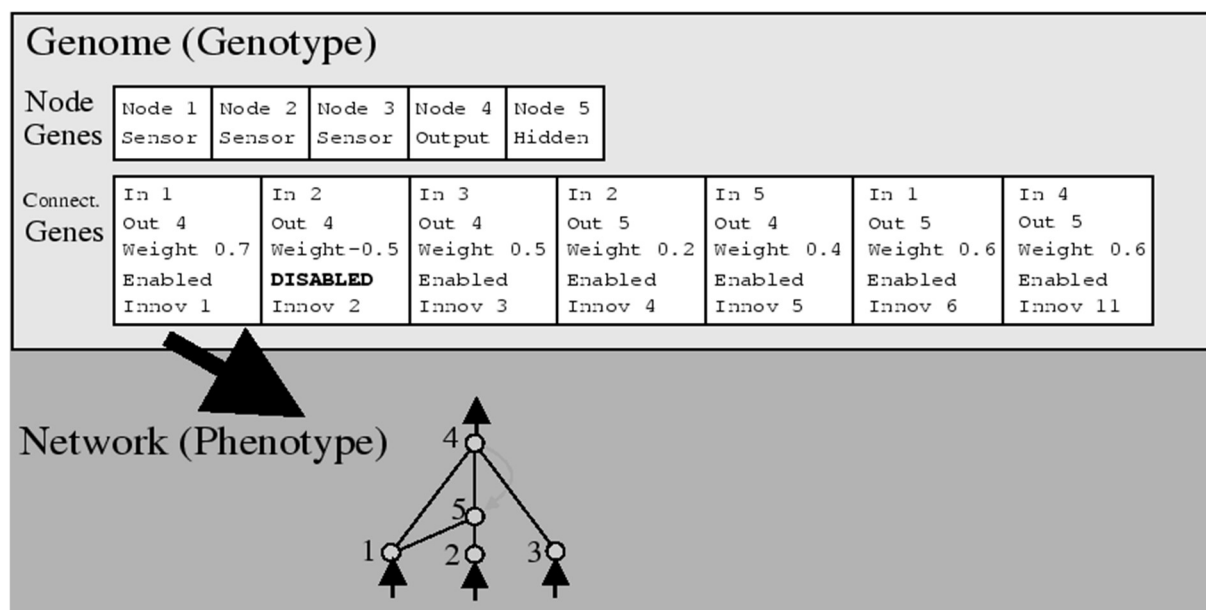 Genome (Genotype)
Node Genes
Node 1 Node 2 Node 3 Node 4 Node 5
Sensor Sensor Sensor Output Hidden
Connect. Genes
In 1 In 2 In 3 In 2 In 5 In 1 In 4
Out 4 Out 4 Out 4 Out 5 Out 4 Out 5 Out 5
Weight 0.7 Weight-0.5 Weight 0.5 Weight 0.2 Weight 0.4 Weight 0.6 Weight 0.6
Enabled DISABLED Enabled Enabled Enabled Enabled Enabled
Innov 1 Innov 2 Innov 3 Innov 4 Innov 5 Innov 6 Innov 11
Network (Phenotype)
4
5
1 2 3